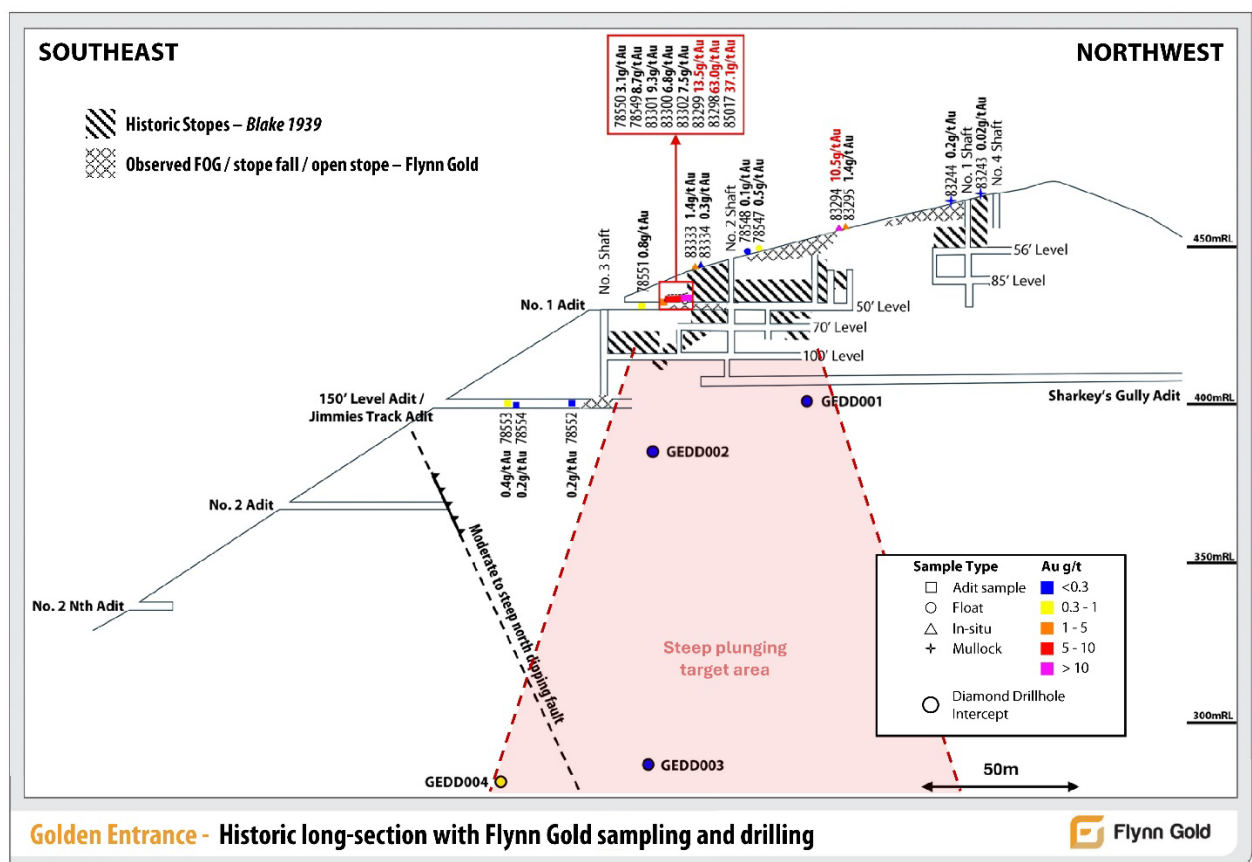 SOUTHEAST
NORTHWEST
Historic Stopes – Blake 1939
Observed FOG / stope fall / open stope – Flynn Gold
78550 3.1g/t Au
78549 8.7g/t Au
83301 9.3g/t Au
83300 6.8g/t Au
83302 7.5g/t Au
83299 13.5g/t Au
83298 63.0g/t Au
85017 37.1g/t Au
No. 3 Shaft
78551 0.8g/t Au
83333 1.4g/t Au
83334 0.3g/t Au
No. 2 Shaft
78548 0.1g/t Au
78547 0.5g/t Au
83294 10.5g/t Au
83295 1.4g/t Au
83244 0.2g/t Au
No. 1 Shaft
83243 0.02g/t Au
No. 4 Shaft
450mRL
56' Level
85' Level
No. 1 Adit
50' Level
70' Level
100' Level
150' Level Adit /
Jimmies Track Adit
Sharkey's Gully Adit
400mRL
GEDD001
0.4g/t Au 78553
0.2g/t Au 78554
0.2g/t Au 78552
GEDD002
No. 2 Adit
Moderate to steep north dipping fault
350mRL
No. 2 Nth Adit
Steep plunging
target area
Sample Type
Adit sample
Float
In-situ
Mullock
Au g/t
<0.3
0.3 - 1
1 - 5
5 - 10
> 10
Diamond Drillhole
Intercept
300mRL
GEDD003
GEDD004
50m
Golden Entrance - Historic long-section with Flynn Gold sampling and drilling
Flynn Gold